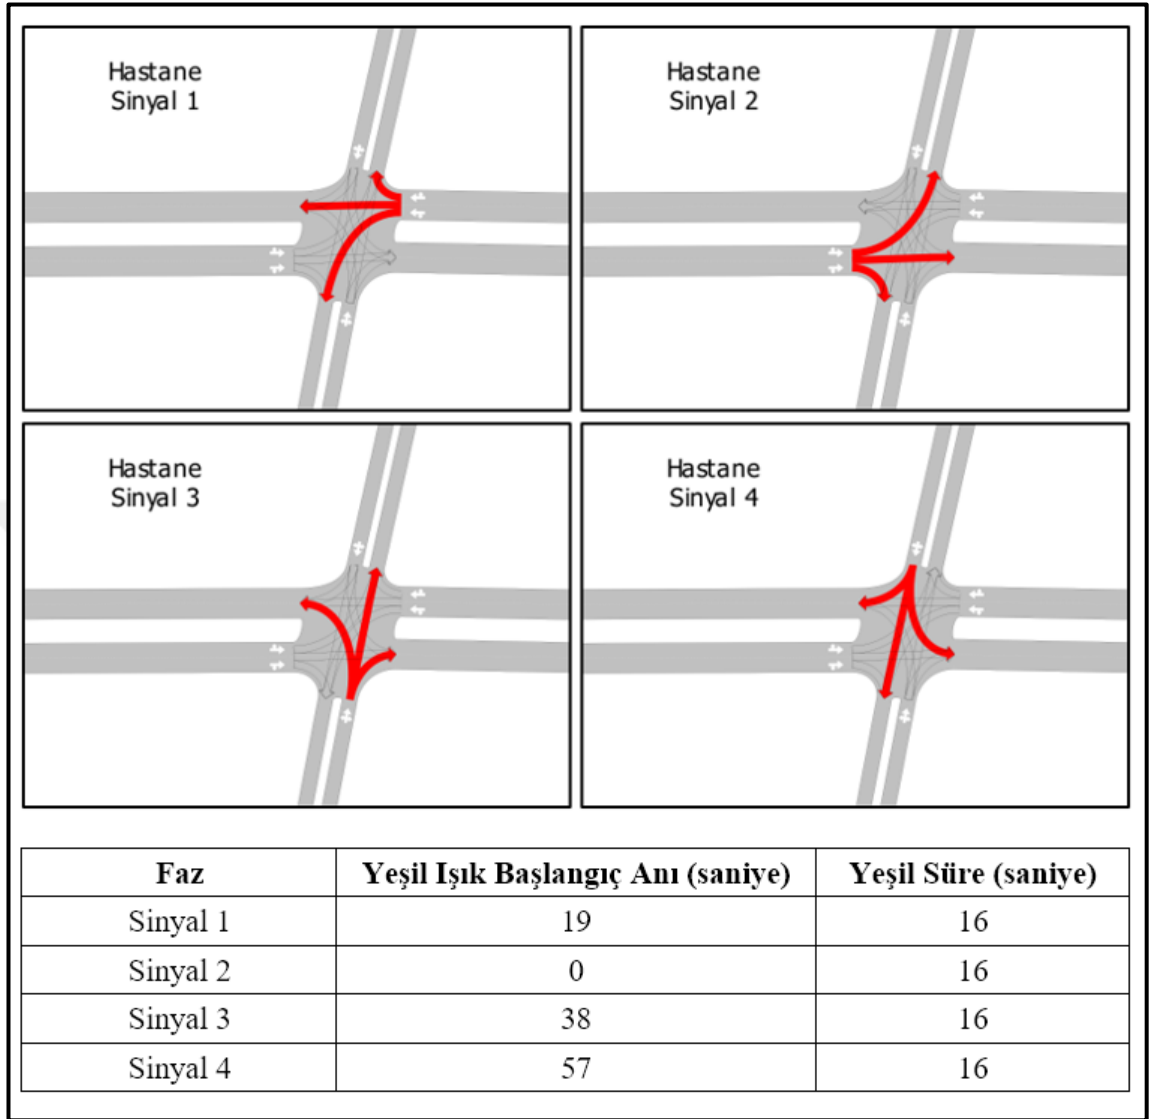 Hastane
Sinyal 1
Hastane
Sinyal 2
Hastane
Sinyal 3
Hastane
Sinyal 4
Faz Yeşil Işık Başlangıç Anı (saniye) Yeşil Süre (saniye)
Sinyal 1 19 16
Sinyal 2 0 16
Sinyal 3 38 16
Sinyal 4 57 16